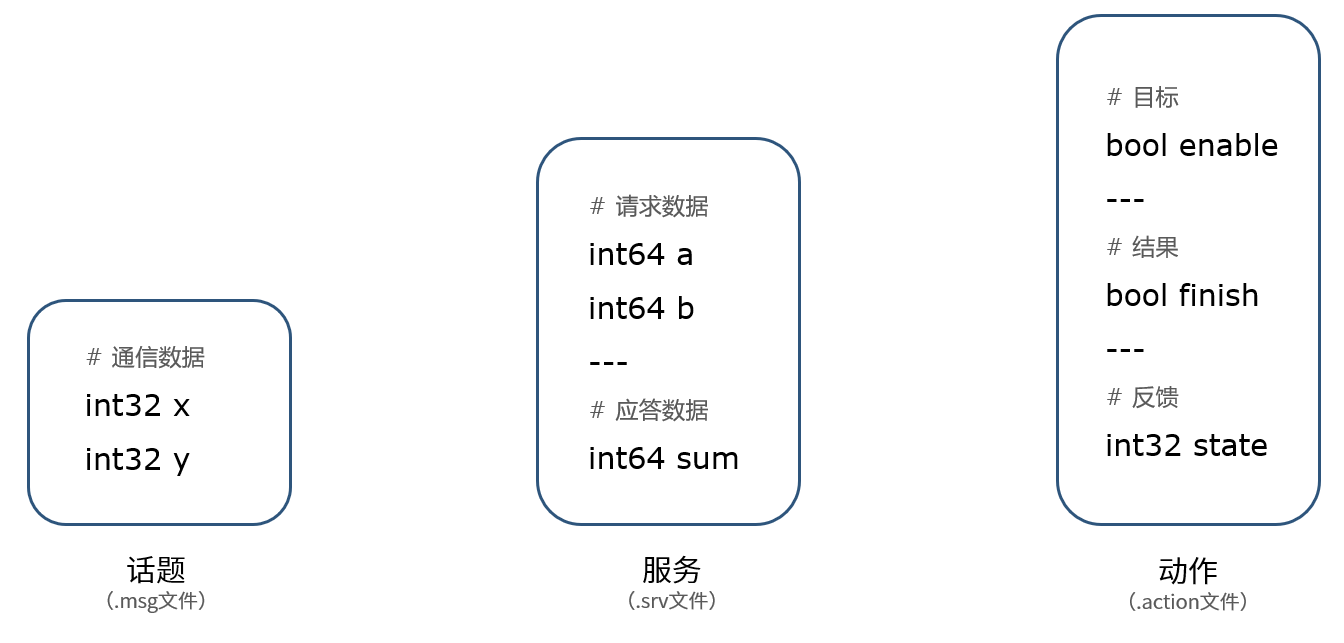 # 通信数据
int32 x
int32 y
话题
（.msg文件）
# 请求数据
int64 a
int64 b
---
# 应答数据
int64 sum
服务
（.srv文件）
# 目标
bool enable
---
# 结果
bool finish
---
# 反馈
int32 state
动作
（.action文件）